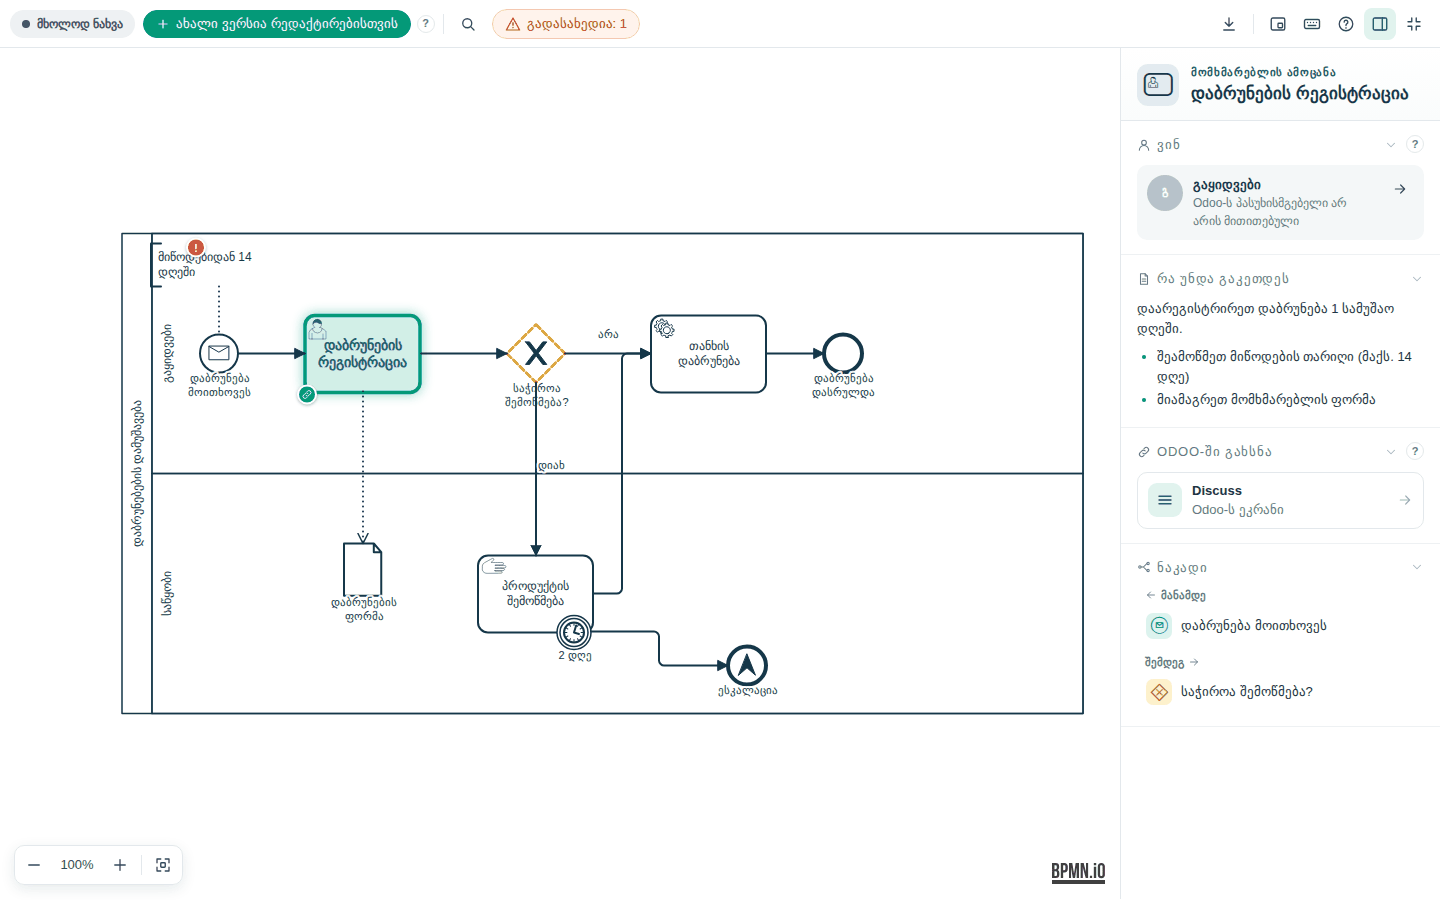 მხოლოდ ნახვა
ახალი ვერსია რედაქტირებისთვის
?
გადასახედია: 1
მომხმარებლის ამოცანა
დაბრუნების რეგისტრაცია
ვინ
?
გ
გაყიდვები
Odoo-ს პასუხისმგებელი არ
არის მითითებული
რა უნდა გაკეთდეს
დაარეგისტრირეთ დაბრუნება 1 სამუშაო
დღეში.
შეამოწმეთ მიწოდების თარიღი (მაქს. 14
დღე)
მიამაგრეთ მომხმარებლის ფორმა
ODOO-ში გახსნა
?
Discuss
Odoo-ს ეკრანი
ნაკადი
მანამდე
დაბრუნება მოითხოვეს
შემდეგ
საჭიროა შემოწმება?
დაბრუნების დამუშავება
გაყიდვები
საწყობი
მიწოდებიდან 14
დღეში
დაბრუნება
მოითხოვეს
დაბრუნების
რეგისტრაცია
საჭიროა
შემოწმება?
არა
დიახ
თანხის
დაბრუნება
დაბრუნება
დასრულდა
დაბრუნების
ფორმა
პროდუქტის
შემოწმება
2 დღე
ესკალაცია
100%
BPMN.iO